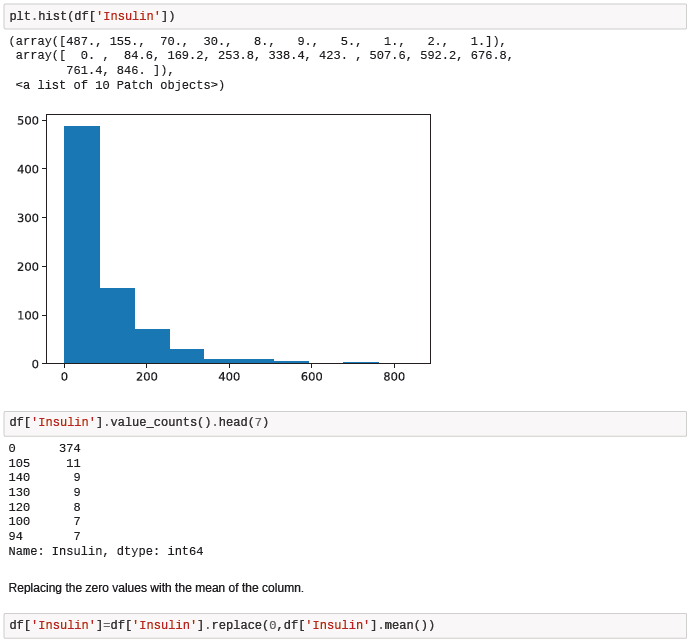 plt.hist(df['Insulin'])
(array([487., 155.,  70.,  30.,   8.,   9.,   5.,   1.,   2.,   1.]),
 array([  0. ,  84.6, 169.2, 253.8, 338.4, 423. , 507.6, 592.2, 676.8,
        761.4, 846. ]),
 <a list of 10 Patch objects>)
500
400
300
200
100
0
0 200 400 600 800
df['Insulin'].value_counts().head(7)
0      374
105     11
140      9
130      9
120      8
100      7
94       7
Name: Insulin, dtype: int64
Replacing the zero values with the mean of the column.
df['Insulin']=df['Insulin'].replace(0,df['Insulin'].mean())